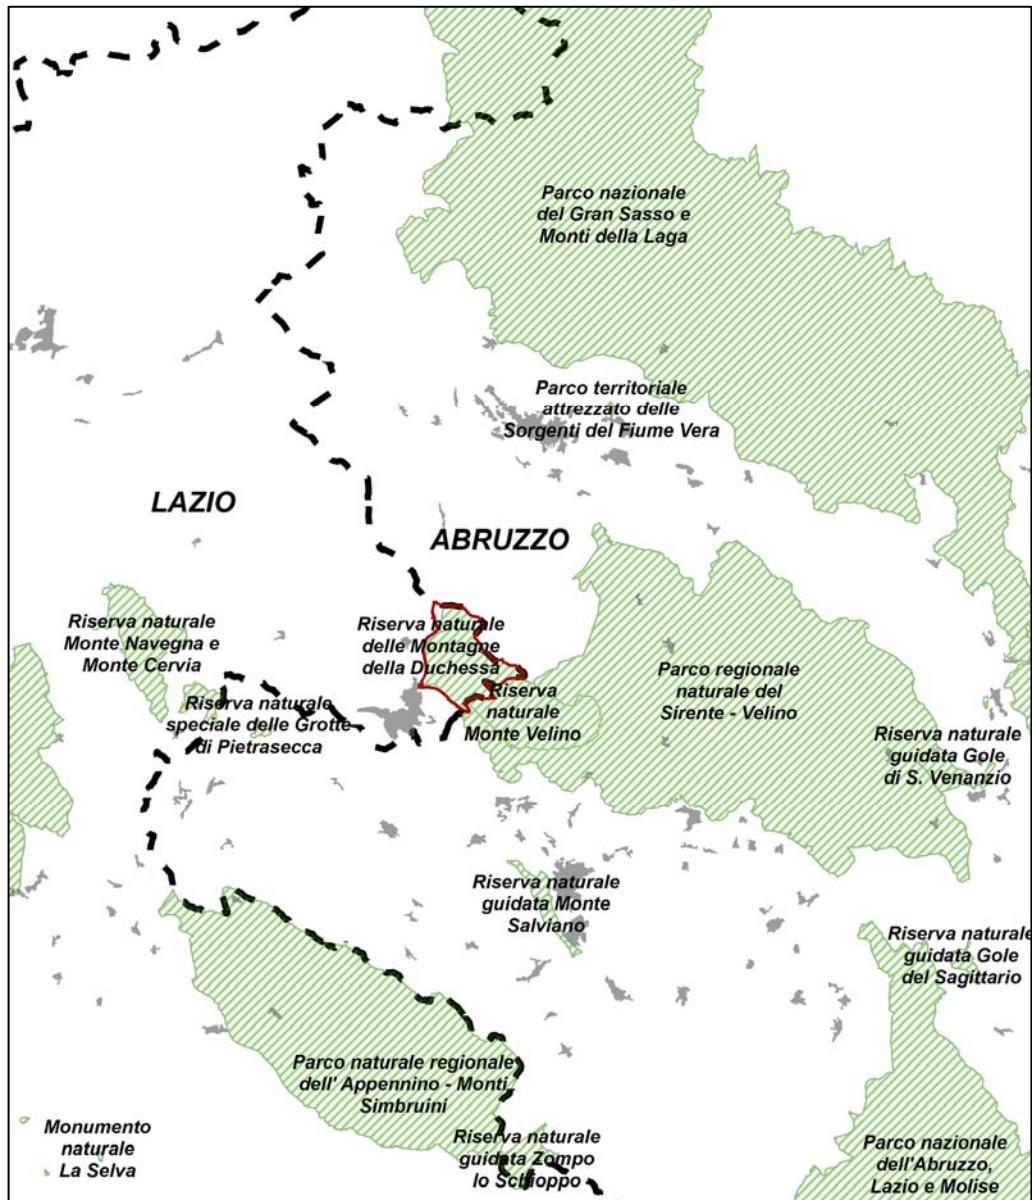 Parco nazionale
del Gran Sasso e
Monti della Laga
Parco territoriale
attrezzato delle
Sorgenti del Fiume Vera
LAZIO
ABRUZZO
Riserva naturale
Monte Navegna e
Monte Cervia
Riserva naturale
delle Montagne
della Duchessa
Riserva naturale
speciale delle Grotte
di Pietrasecca
Riserva
naturale
Monte Velino
Parco regionale
naturale del
Sirente - Velino
Riserva naturale
guidata Gole
di S. Venanzio
Riserva naturale
guidata Monte
Salviano
Riserva naturale
guidata Gole
del Sagittario
Parco naturale regionale
dell' Appennino - Monti
Simbruini
Monumento
naturale
La Selva
Riserva naturale
guidata Zompo
lo Schioppo
Parco nazionale
dell'Abruzzo,
Lazio e Molise